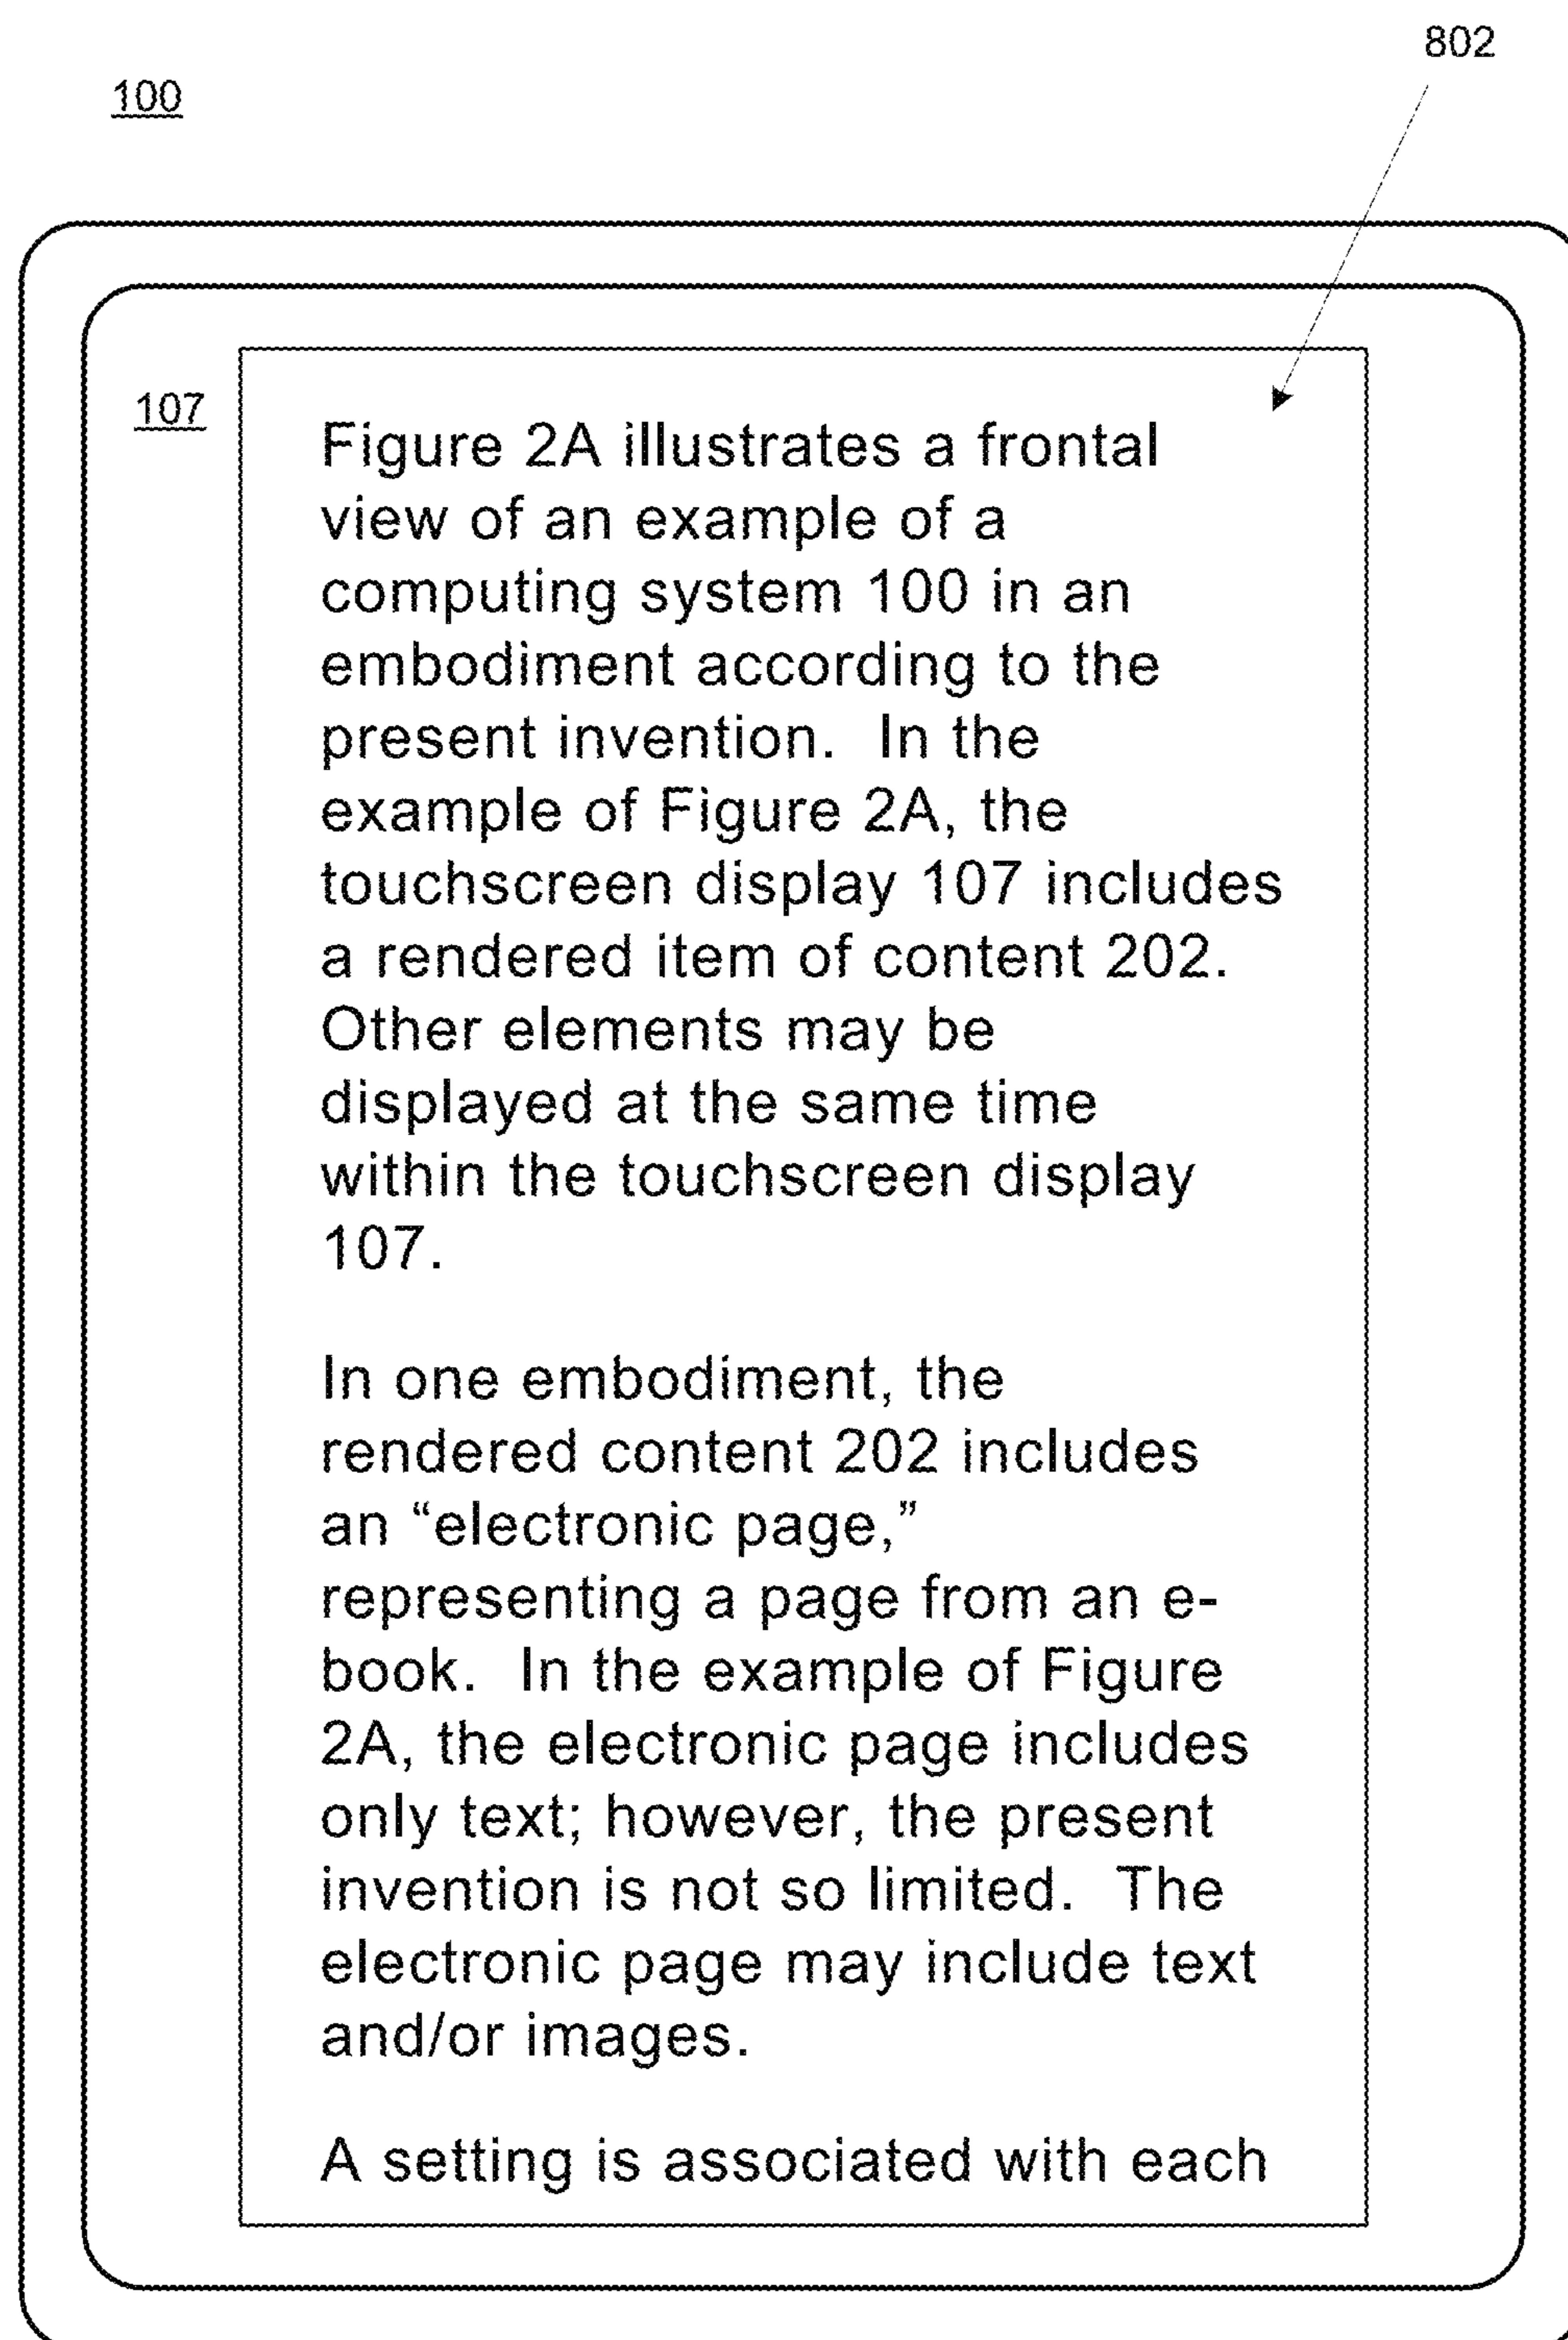 802
100
107
Figure 2A illustrates a frontal
view of an example of a
computing system 100 in an
embodiment according to the
present invention.  In the
example of Figure 2A, the
touchscreen display 107 includes
a rendered item of content 202.
Other elements may be
displayed at the same time
within the touchscreen display
107.
In one embodiment, the
rendered content 202 includes
an “electronic page,”
representing a page from an e-
book.  In the example of Figure
2A, the electronic page includes
only text; however, the present
invention is not so limited.  The
electronic page may include text
and/or images.
A setting is associated with each